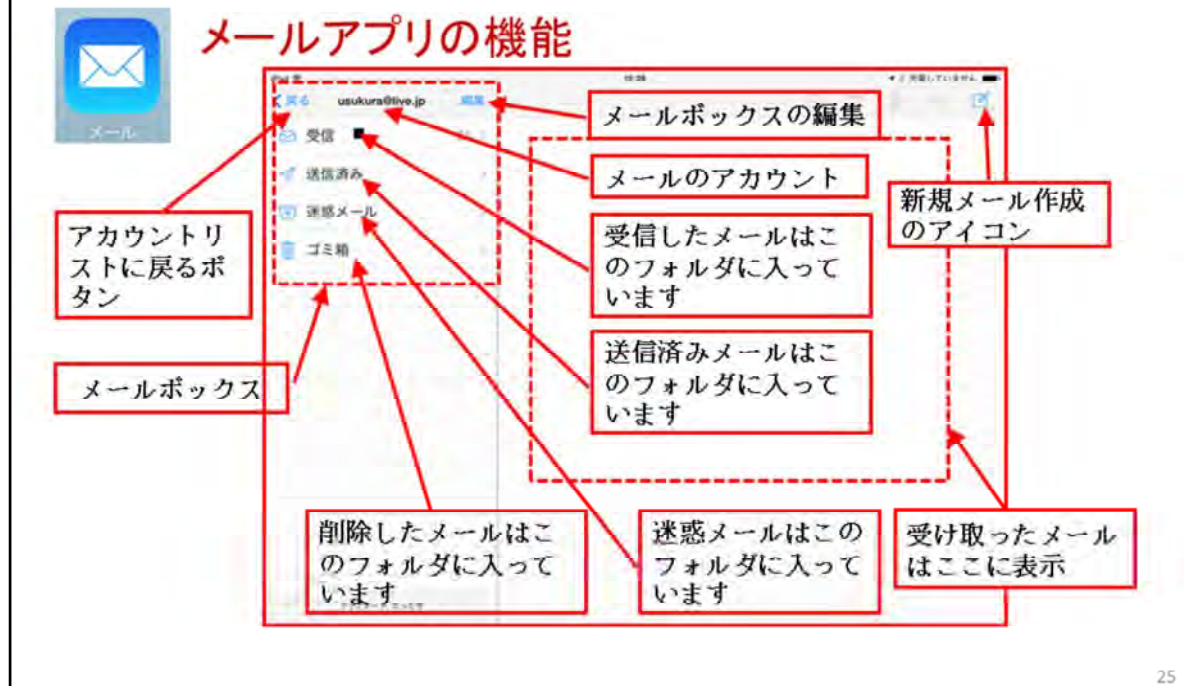 メールアプリの機能
メール
15:28
戻る
usukura@live.jp
編集
受信
送信済み
迷惑メール
ゴミ箱
メールボックスの編集
メールのアカウント
新規メール作成
のアイコン
受信したメールはこ
のフォルダに入って
います
アカウントリ
ストに戻るボ
タン
送信済みメールはこ
のフォルダに入って
います
メールボックス
削除したメールはこ
のフォルダに入って
います
迷惑メールはこの
フォルダに入って
います
受け取ったメール
はここに表示
25